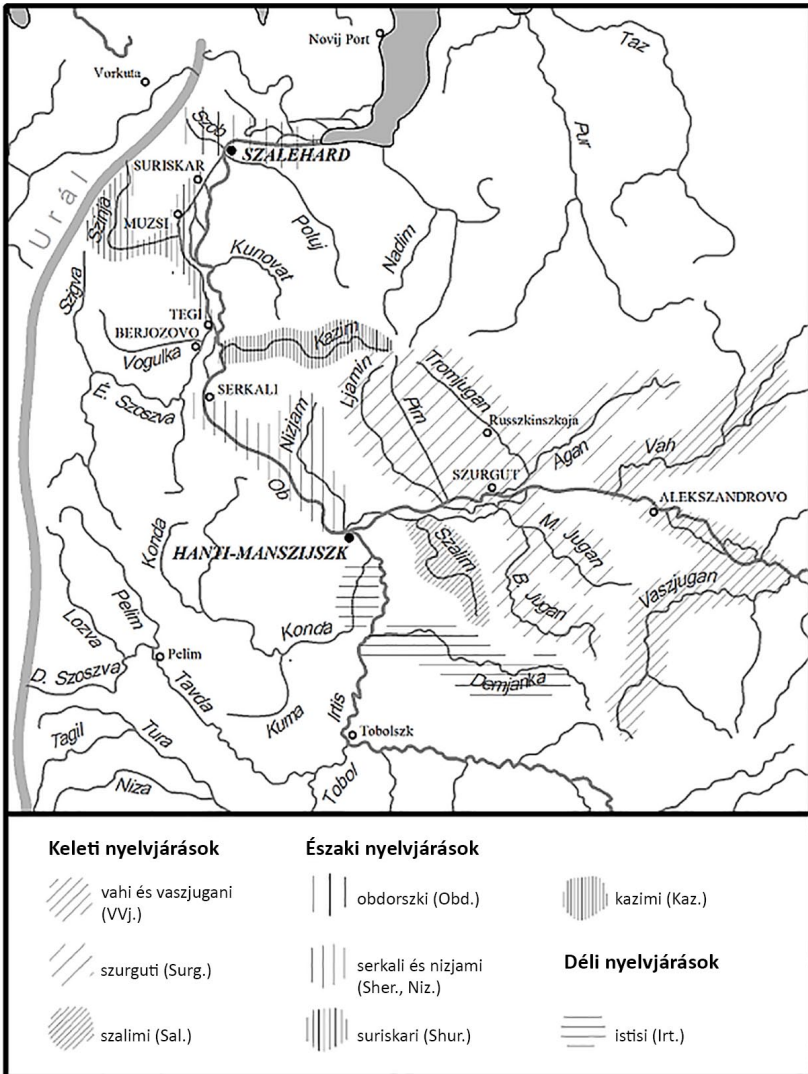 Novij Port
Taz
Vorkuta
Pur
Szob
SZALEHARD
SURISKAR
Urál
Szinja
MUZSI
Poluj
Nadim
Kunovat
Szigva
TEGI
BERJOZOVO
Kazim
Vogulka
Ljamin
Pim
Tromjugan
É. Szoszva
SERKALI
Nizjam
Russzkinszkaja
Agan
Vah
SZURGUT
Ob
ALEKSZANDROVO
HANTI-MANSZIJSZK
Konda
Szalim
M. Jugan
B. Jugan
Vaszjugan
Pelim
Lozva
Konda
Pelim
D. Szoszva
Tavda
Demjanka
Kuma
Irtis
Tobolszk
Tagil
Tura
Niza
Tobol
Keleti nyelvjárások
vahi és vaszjugani
(VVj.)
szurguti (Surg.)
szalimi (Sal.)
Északi nyelvjárások
obdorszki (Obd.)
serkali és nizjami
(Sher., Niz.)
suriskari (Shur.)
kazimi (Kaz.)
Déli nyelvjárások
istisi (Irt.)